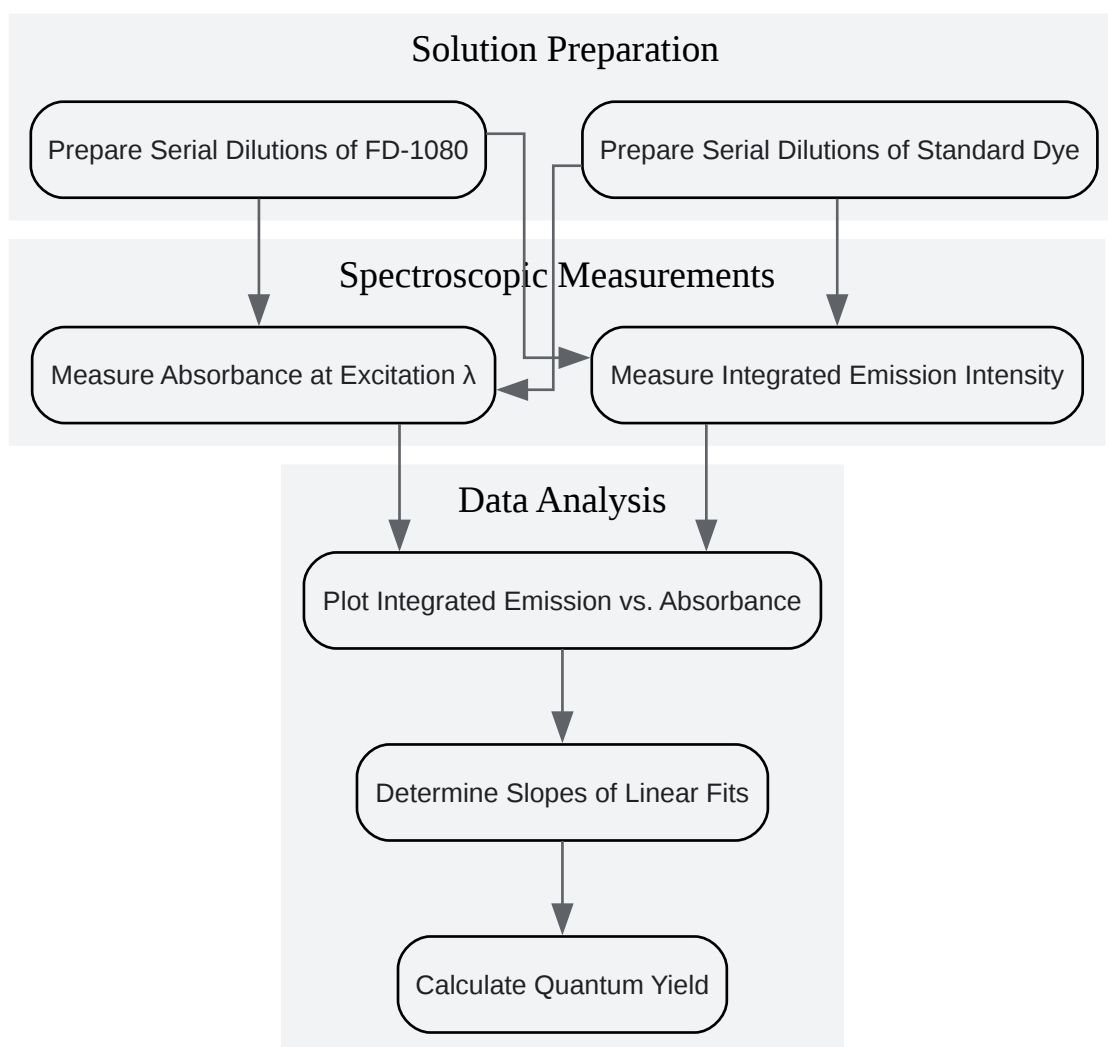 Solution Preparation
Prepare Serial Dilutions of FD-1080
Prepare Serial Dilutions of Standard Dye
Spectroscopic Measurements
Measure Absorbance at Excitation λ
Measure Integrated Emission Intensity
Data Analysis
Plot Integrated Emission vs. Absorbance
Determine Slopes of Linear Fits
Calculate Quantum Yield